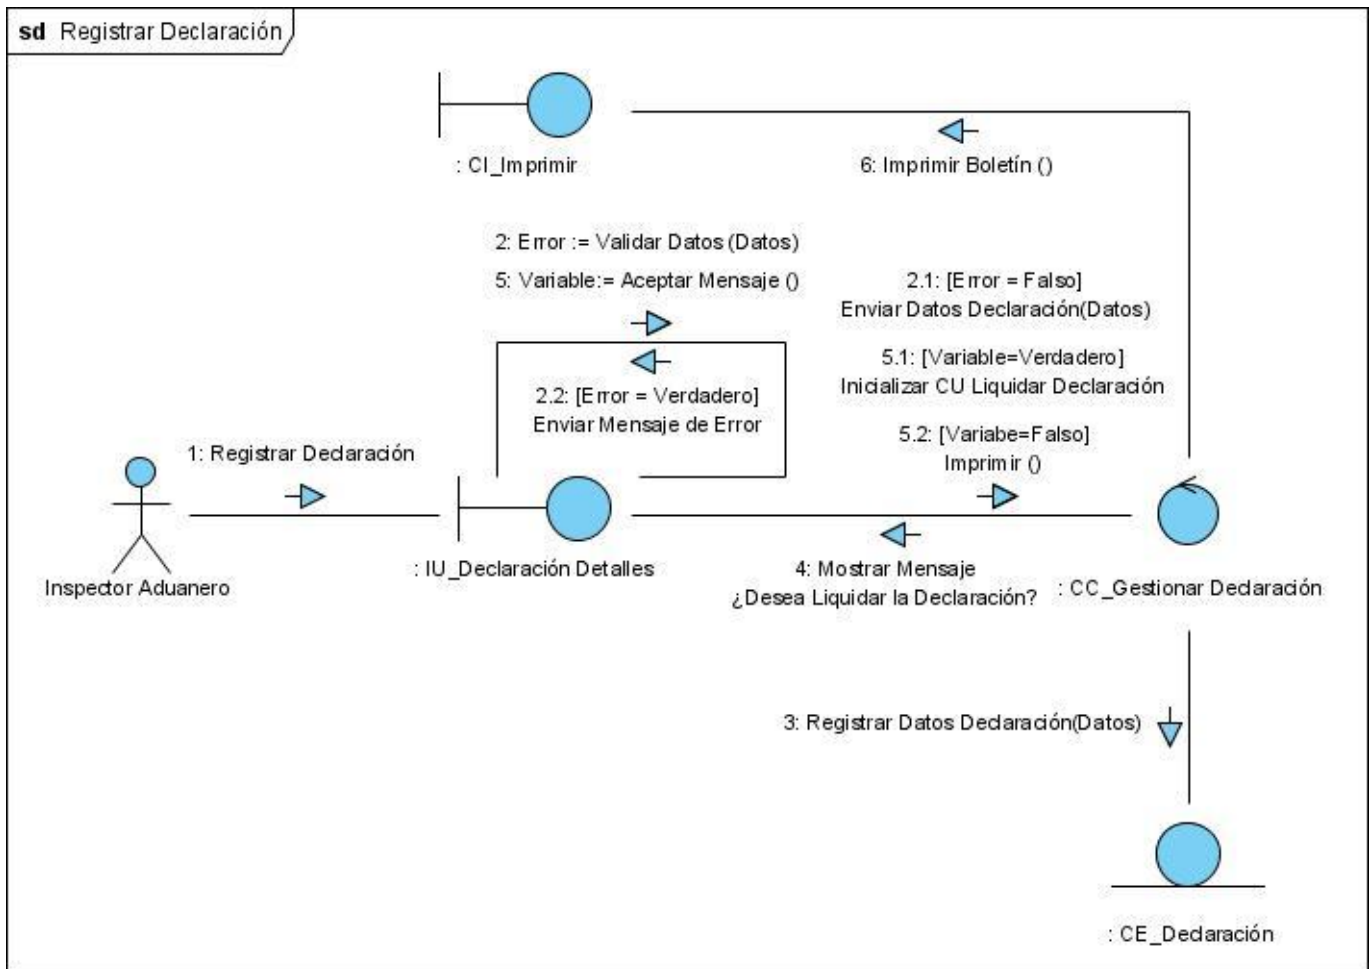 sd Registrar Declaración
: CI_Imprimir
6: Imprimir Boletín ()
2: Error := Validar Datos (Datos)
5: Variable:= Aceptar Mensaje ()
2.2: [Error = Verdadero]
Enviar Mensaje de Error
2.1: [Error = Falso]
Enviar Datos Declaración(Datos)
5.1: [Variable=Verdadero]
Inicializar CU Liquidar Declaración
5.2: [Variabe=Falso]
Imprimir ()
1: Registrar Declaración
Inspector Aduanero
: IU_Declaración Detalles
4: Mostrar Mensaje
¿Desea Liquidar la Declaración?
: CC_Gestionar Declaración
3: Registrar Datos Declaración(Datos)
: CE_Declaración